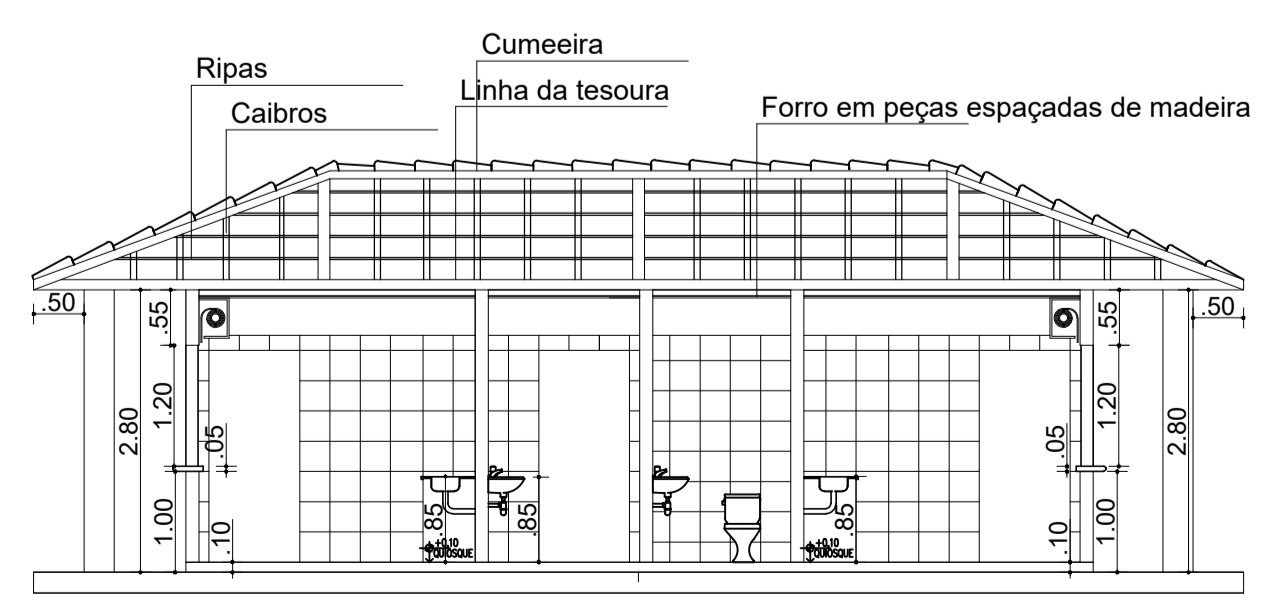 Cumeeira
Ripas
Linha da tesoura
Caibros
Forro em peças espaçadas de madeira
.50
.55
.55
.50
1.20
1.20
2.80
2.80
.05
.05
1.00
.10
.85
.85
.85
.10
1.00
+0.10
QUIOSQUE
+0.10
QUIOSQUE